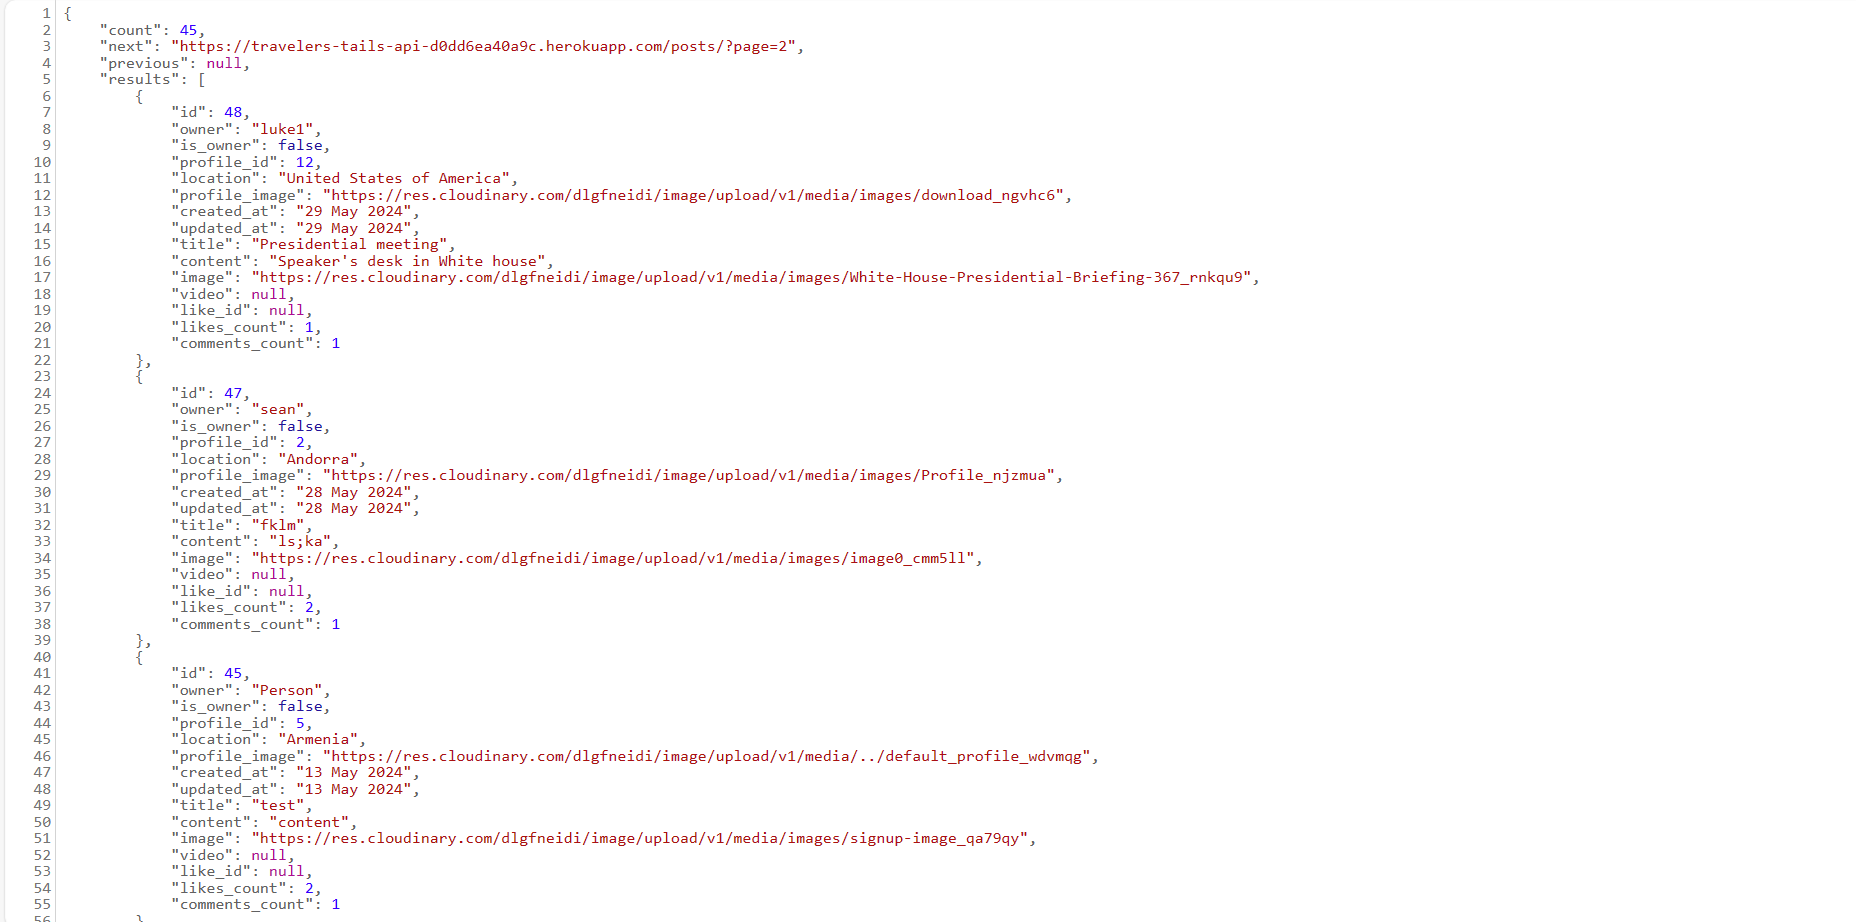 1 {
2     "count": 45,
3     "next": "https://travelers-tails-api-d0dd6ea40a9c.herokuapp.com/posts/?page=2",
4     "previous": null,
5     "results": [
6         {
7             "id": 48,
8             "owner": "luke1",
9             "is_owner": false,
10             "profile_id": 12,
11             "location": "United States of America",
12             "profile_image": "https://res.cloudinary.com/dlgfneidi/image/upload/v1/media/images/download_ngvhc6",
13             "created_at": "29 May 2024",
14             "updated_at": "29 May 2024",
15             "title": "Presidential meeting",
16             "content": "Speaker's desk in White house",
17             "image": "https://res.cloudinary.com/dlgfneidi/image/upload/v1/media/images/White-House-Presidential-Briefing-367_rnkqu9",
18             "video": null,
19             "like_id": null,
20             "likes_count": 1,
21             "comments_count": 1
22         },
23         {
24             "id": 47,
25             "owner": "sean",
26             "is_owner": false,
27             "profile_id": 2,
28             "location": "Andorra",
29             "profile_image": "https://res.cloudinary.com/dlgfneidi/image/upload/v1/media/images/Profile_njzmua",
30             "created_at": "28 May 2024",
31             "updated_at": "28 May 2024",
32             "title": "fklm",
33             "content": "ls;ka",
34             "image": "https://res.cloudinary.com/dlgfneidi/image/upload/v1/media/images/image0_cmm5ll",
35             "video": null,
36             "like_id": null,
37             "likes_count": 2,
38             "comments_count": 1
39         },
40         {
41             "id": 45,
42             "owner": "Person",
43             "is_owner": false,
44             "profile_id": 5,
45             "location": "Armenia",
46             "profile_image": "https://res.cloudinary.com/dlgfneidi/image/upload/v1/media/../default_profile_wdvmqg",
47             "created_at": "13 May 2024",
48             "updated_at": "13 May 2024",
49             "title": "test",
50             "content": "content",
51             "image": "https://res.cloudinary.com/dlgfneidi/image/upload/v1/media/images/signup-image_qa79qy",
52             "video": null,
53             "like_id": null,
54             "likes_count": 2,
55             "comments_count": 1
56         }